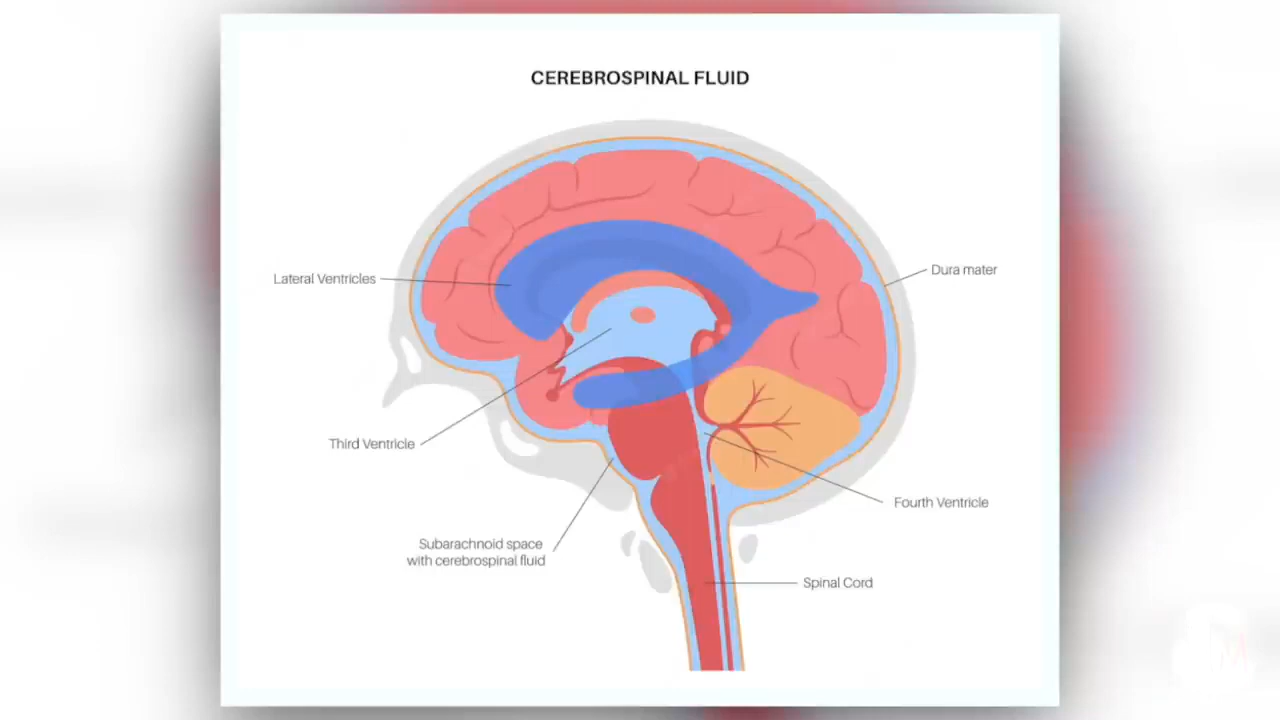 CEREBROSPINAL FLUID
Lateral Ventricles
Dura mater
Third Ventricle
Fourth Ventricle
Subarachnoid space
with cerebrospinal fluid
Spinal Cord